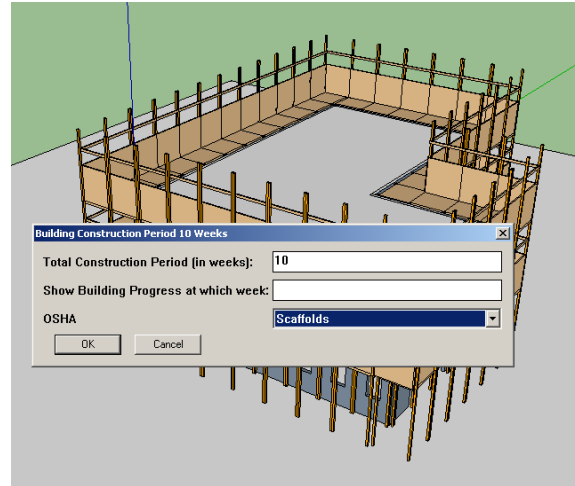 Building Construction Period 10 Weeks
Total Construction Period (in weeks): 10
Show Building Progress at which week:
OSHA Scaffolds
OK Cancel